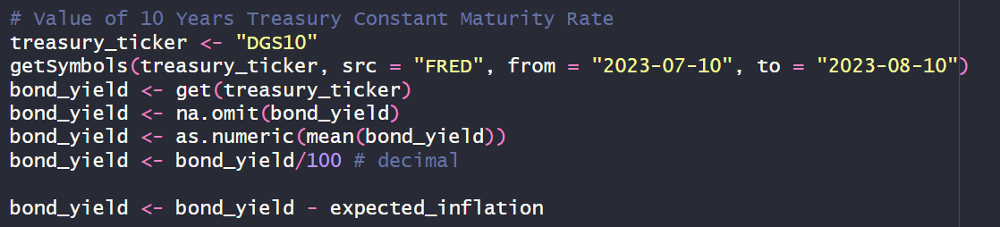 # Value of 10 Years Treasury Constant Maturity Rate
treasury_ticker <- "DGS10"
getSymbols(treasury_ticker, src = "FRED", from = "2023-07-10", to = "2023-08-10")
bond_yield <- get(treasury_ticker)
bond_yield <- na.omit(bond_yield)
bond_yield <- as.numeric(mean(bond_yield))
bond_yield <- bond_yield/100 # decimal
bond_yield <- bond_yield - expected_inflation